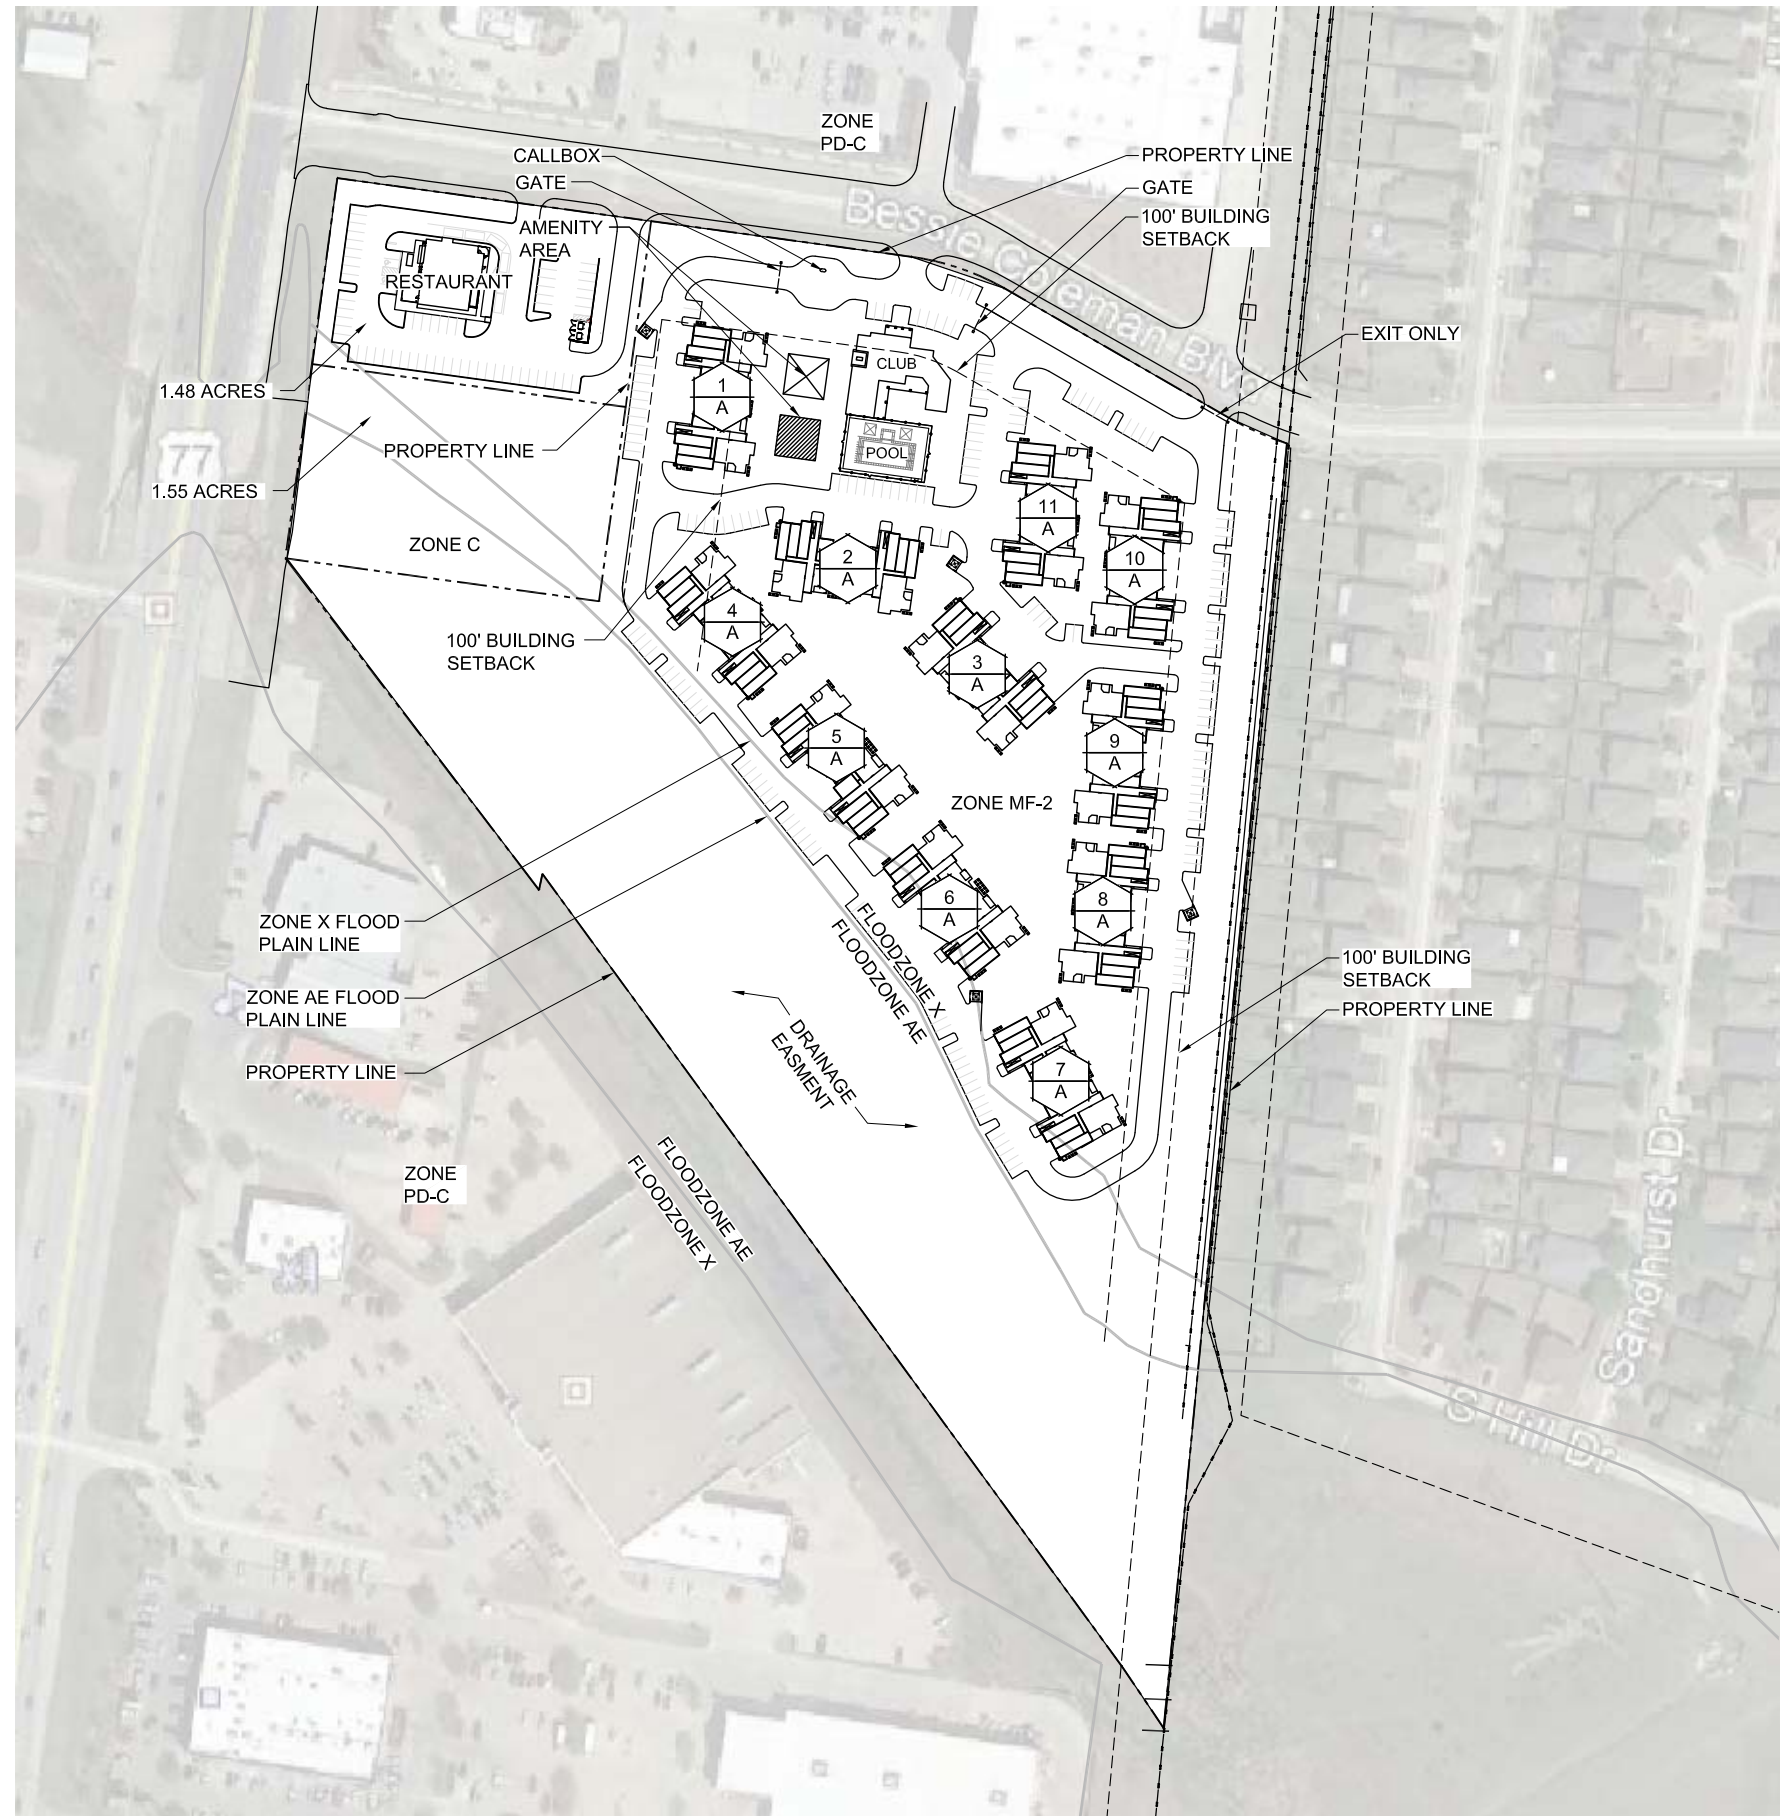 ZONE
PD-C
CALLBOX
GATE
AMENITY
AREA
PROPERTY LINE
GATE
100' BUILDING
SETBACK
Bessie Coleman Blvd
RESTAURANT
EXIT ONLY
CLUB
1.48 ACRES
1
A
PROPERTY LINE
POOL
77
1.55 ACRES
ZONE C
11
A
2
A
10
A
4
A
100' BUILDING
SETBACK
3
A
5
A
9
A
ZONE MF-2
6
A
8
A
ZONE X FLOOD
PLAIN LINE
FLOODZONE X
FLOODZONE AE
100' BUILDING
SETBACK
ZONE AE FLOOD
PLAIN LINE
PROPERTY LINE
DRAINAGE
EASMENT
PROPERTY LINE
7
A
ZONE
PD-C
FLOODZONE AE
FLOODZONE X
Sandhurst Dr
S Hill Dr